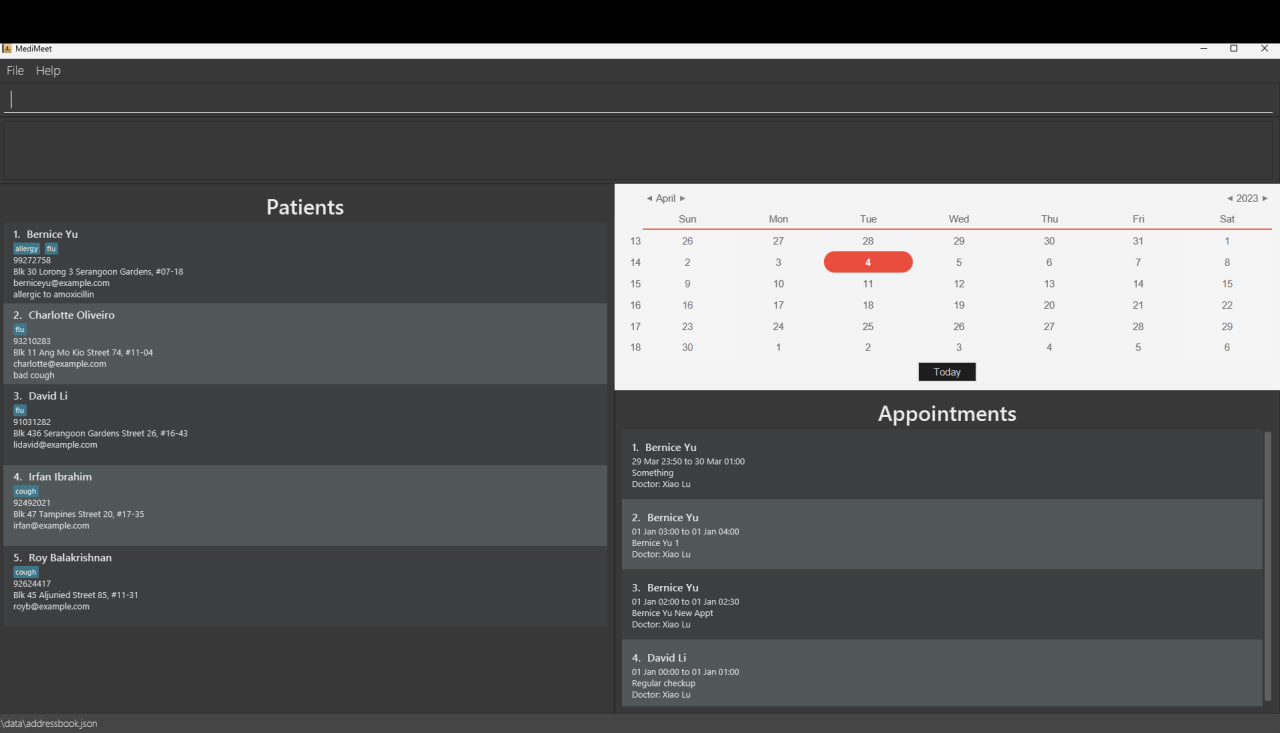 MediMeet
File Help
Patients
1. Bernice Yu
allergy flu
99272758
Blk 30 Lorong 3 Serangoon Gardens, #07-18
berniceyu@example.com
allergic to amoxicillin
2. Charlotte Oliveiro
flu
93210283
Blk 11 Ang Mo Kio Street 74, #11-04
charlotte@example.com
bad cough
3. David Li
flu
91031282
Blk 436 Serangoon Gardens Street 26, #16-43
lidavid@example.com
4. Irfan Ibrahim
cough
92492021
Blk 47 Tampines Street 20, #17-35
irfan@example.com
5. Roy Balakrishnan
cough
92624417
Blk 45 Aljunied Street 85, #11-31
royb@example.com
April 2023
Sun Mon Tue Wed Thu Fri Sat
13 26 27 28 29 30 31 1
14 2 3 4 5 6 7 8
15 9 10 11 12 13 14 15
16 16 17 18 19 20 21 22
17 23 24 25 26 27 28 29
18 30 1 2 3 4 5 6
Today
Appointments
1. Bernice Yu
29 Mar 23:50 to 30 Mar 01:00
Something
Doctor: Xiao Lu
2. Bernice Yu
01 Jan 03:00 to 01 Jan 04:00
Bernice Yu 1
Doctor: Xiao Lu
3. Bernice Yu
01 Jan 02:00 to 01 Jan 02:30
Bernice Yu New Appt
Doctor: Xiao Lu
4. David Li
01 Jan 00:00 to 01 Jan 01:00
Regular checkup
Doctor: Xiao Lu
\data\addressbook.json